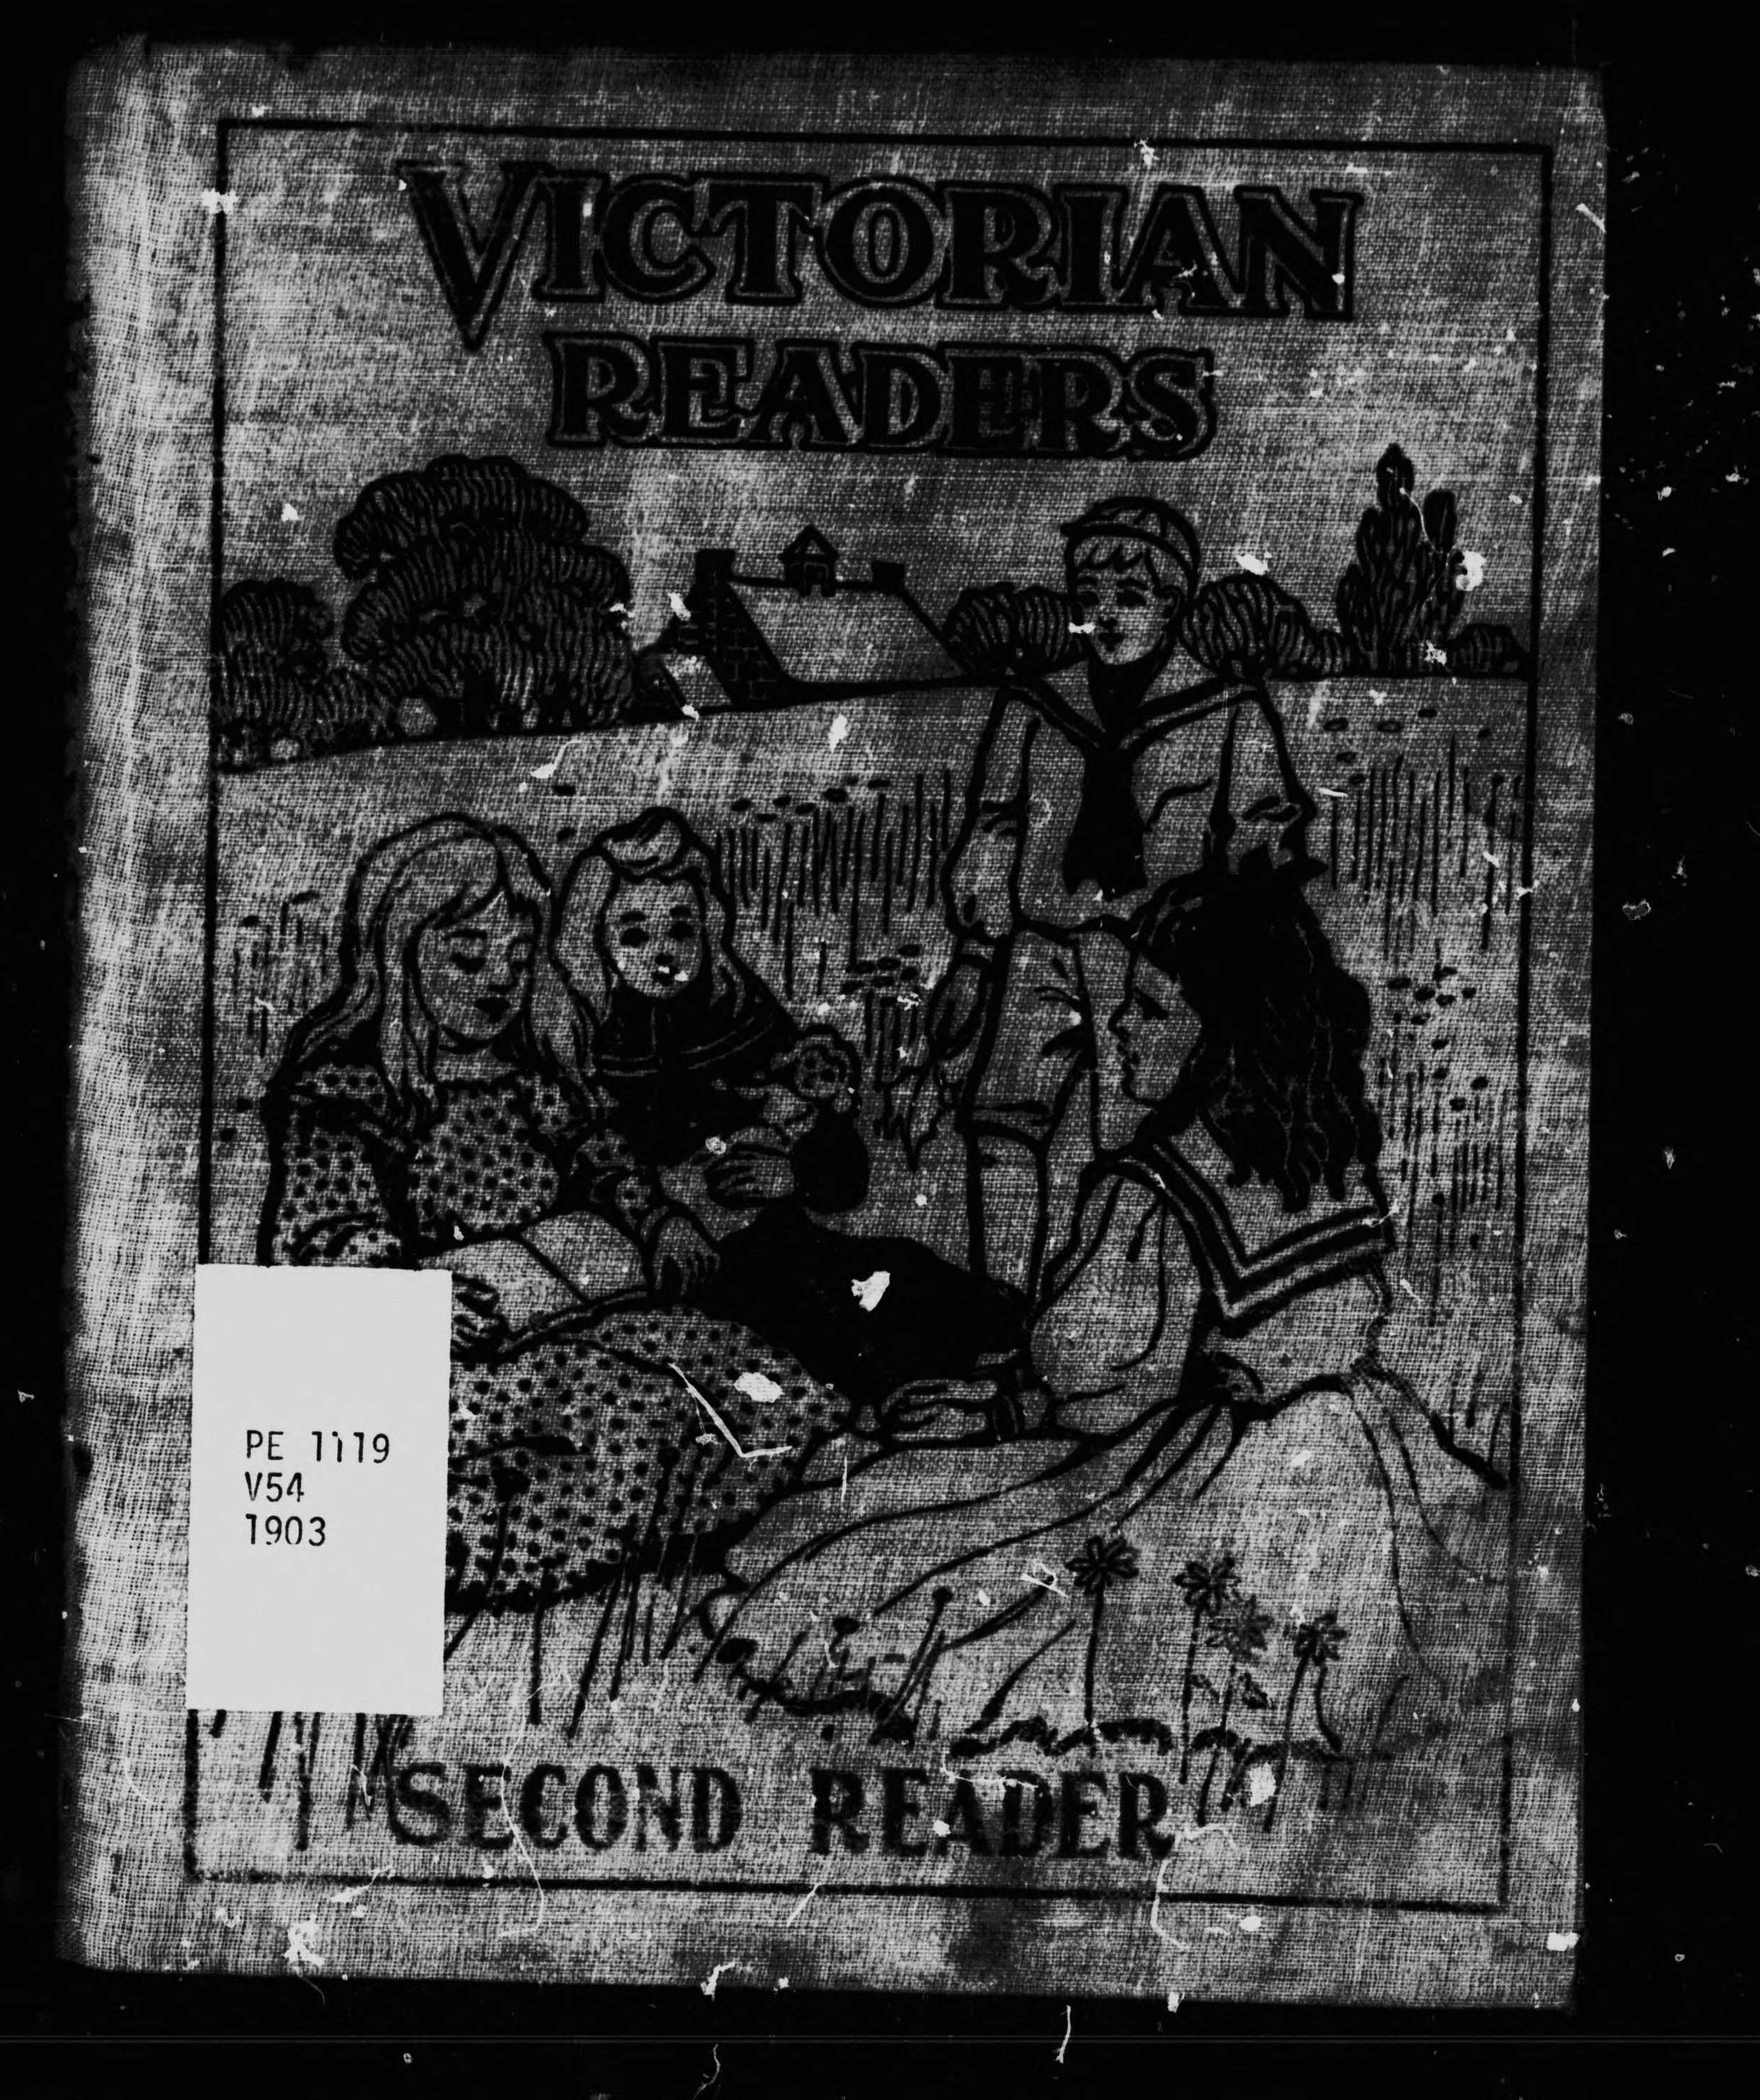 VICTORIAN
READERS
PE 1119
V54
1903
SECOND READER